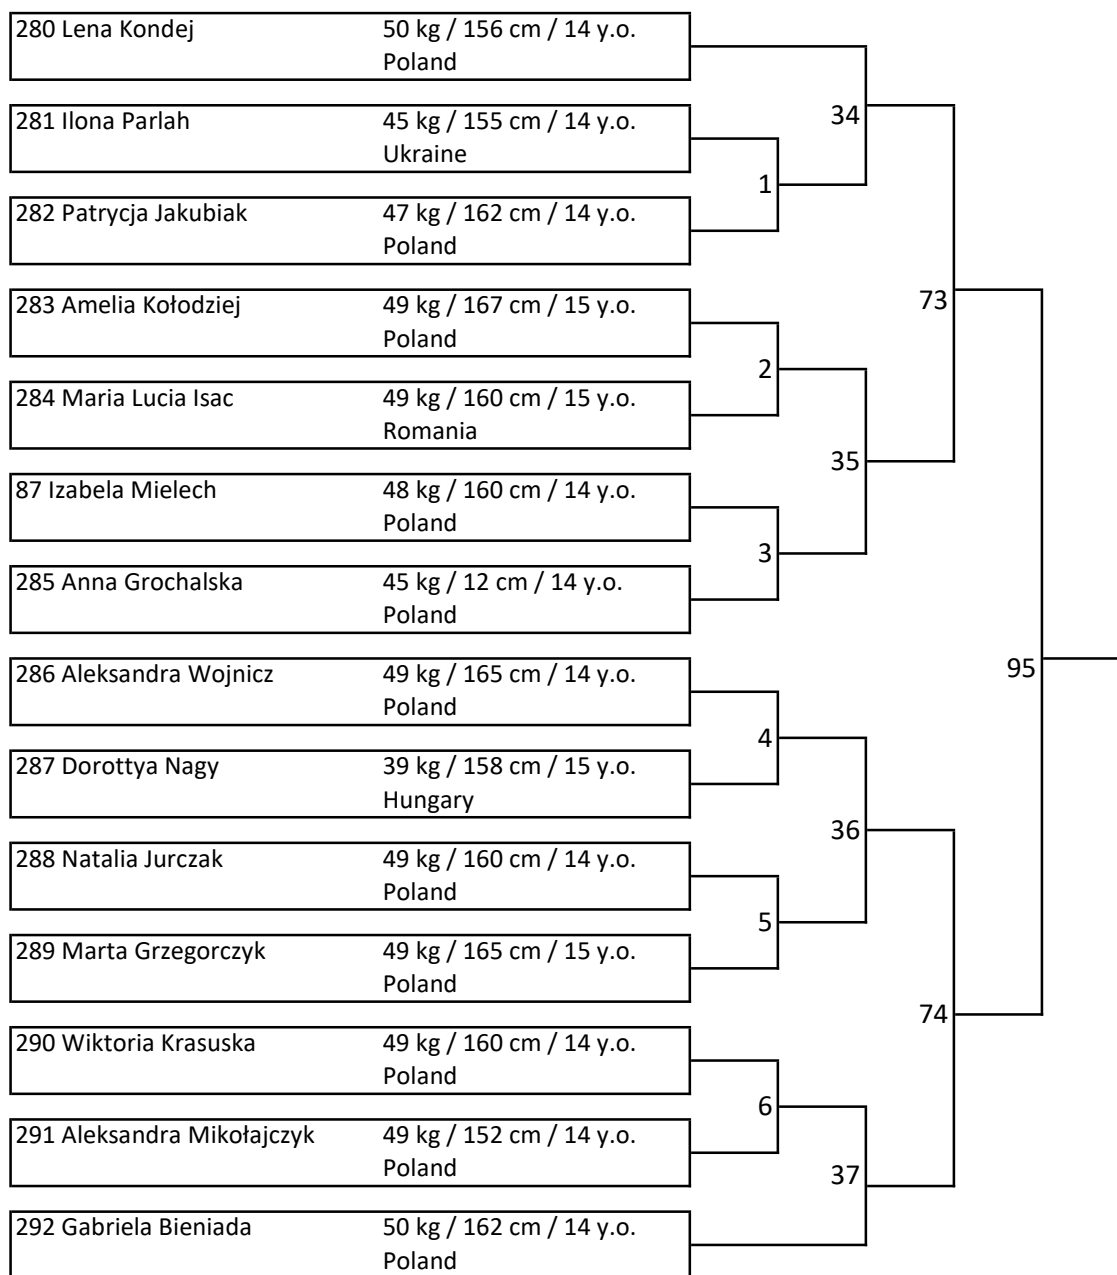 280 Lena Kondej 50 kg / 156 cm / 14 y.o.
Poland
34
281 Ilona Parlah 45 kg / 155 cm / 14 y.o.
Ukraine
1
282 Patrycja Jakubiak 47 kg / 162 cm / 14 y.o.
Poland
73
283 Amelia Kołodziej 49 kg / 167 cm / 15 y.o.
Poland
2
284 Maria Lucia Isac 49 kg / 160 cm / 15 y.o.
Romania
35
87 Izabela Mielech 48 kg / 160 cm / 14 y.o.
Poland
3
285 Anna Grochalska 45 kg / 12 cm / 14 y.o.
Poland
95
286 Aleksandra Wojnicz 49 kg / 165 cm / 14 y.o.
Poland
4
287 Dorottya Nagy 39 kg / 158 cm / 15 y.o.
Hungary
36
288 Natalia Jurczak 49 kg / 160 cm / 14 y.o.
Poland
5
289 Marta Grzegorczyk 49 kg / 165 cm / 15 y.o.
Poland
74
290 Wiktoria Krasuska 49 kg / 160 cm / 14 y.o.
Poland
6
291 Aleksandra Mikołajczyk 49 kg / 152 cm / 14 y.o.
Poland
37
292 Gabriela Bieniada 50 kg / 162 cm / 14 y.o.
Poland